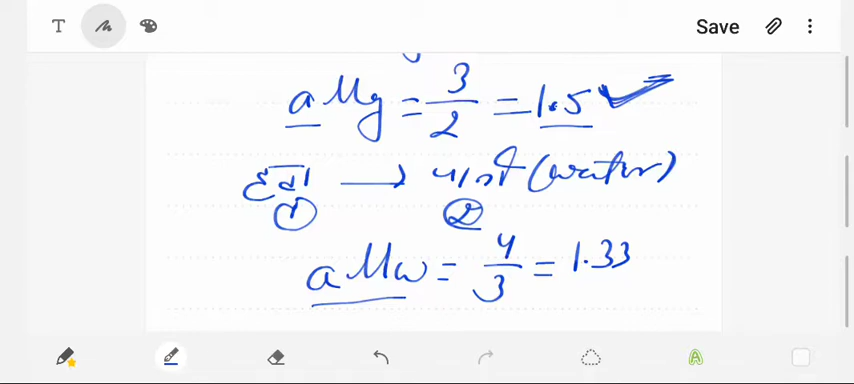 T Save
aμg = 3/2 = 1.5 ✓
हवा → पानी (water)
① ②
aμw = 4/3 = 1.33
A